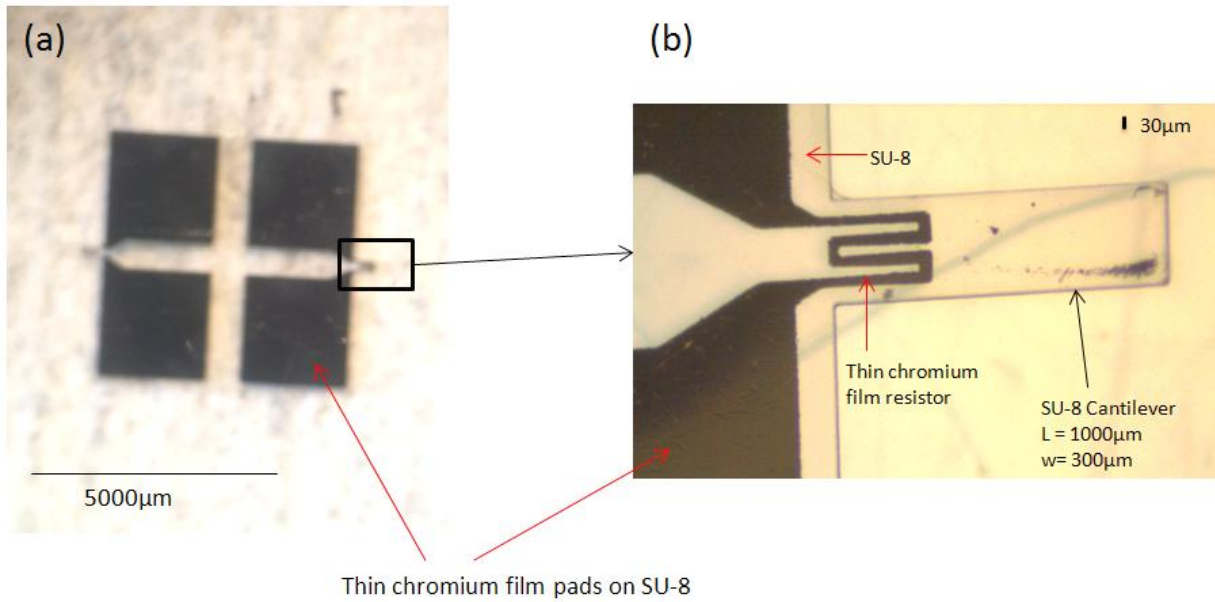 (a)
(b)
30μm
SU-8
Thin chromium
film resistor
SU-8 Cantilever
L = 1000μm
w= 300μm
5000μm
Thin chromium film pads on SU-8